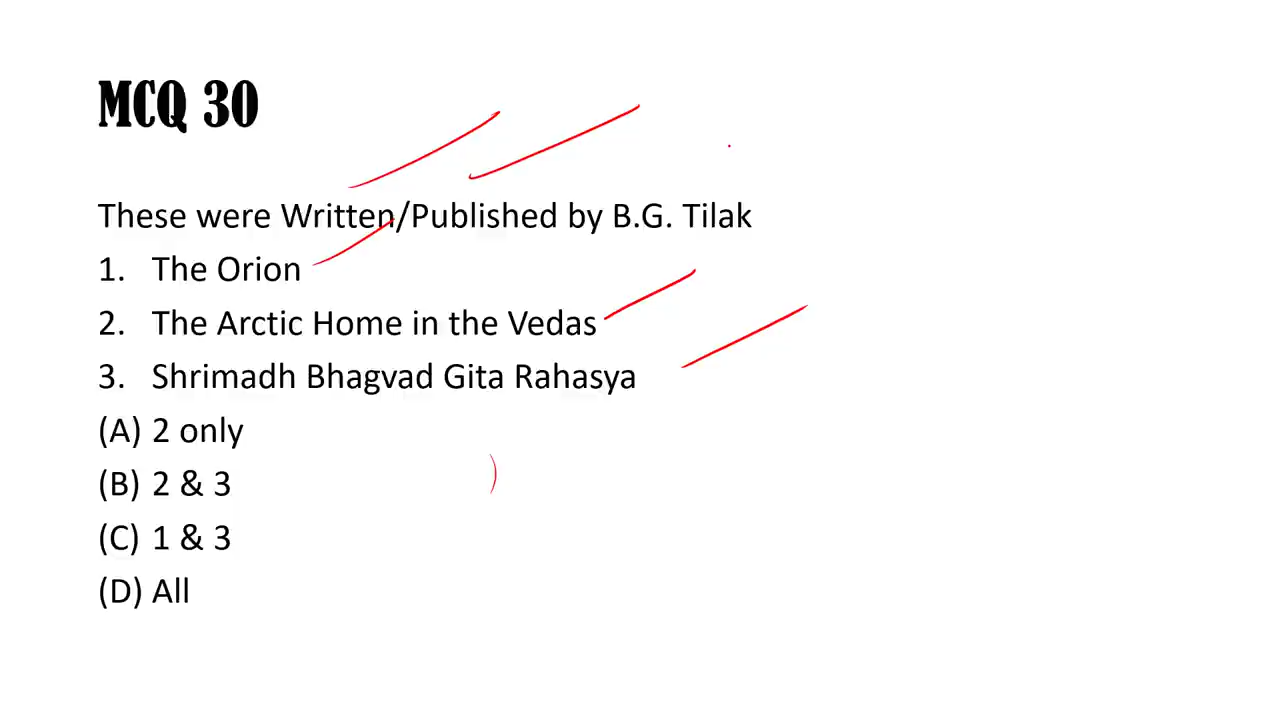 MCQ 30
These were Written/Published by B.G. Tilak
1. The Orion
2. The Arctic Home in the Vedas
3. Shrimadh Bhagvad Gita Rahasya
(A) 2 only
(B) 2 & 3
(C) 1 & 3
(D) All